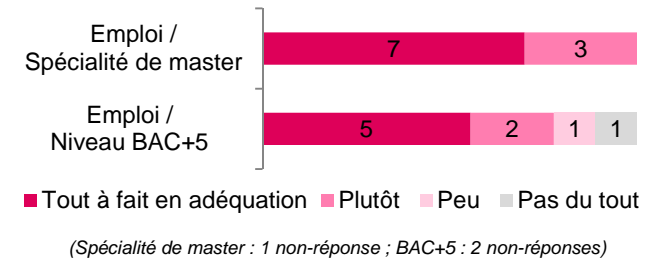 Emploi /
Spécialité de master
7 3
Emploi /
Niveau BAC+5
5 2 1 1
Tout à fait en adéquation Plutôt Peu Pas du tout
(Spécialité de master : 1 non-réponse ; BAC+5 : 2 non-réponses)